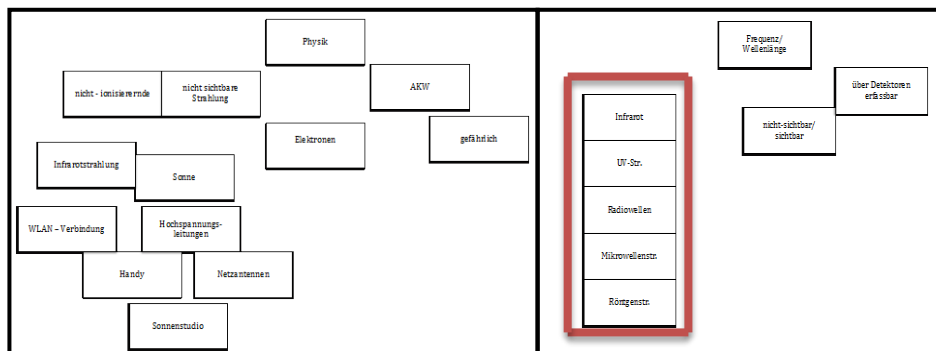 Physik
AKW
nicht - ionisierernde
nicht sichtbare
Strahlung
Elektronen
gefährlich
Infrarotstrahlung
Sonne
WLAN – Verbindung
Hochspannungs-
leitungen
Handy
Netzantennen
Sonnenstudio
Frequenz/
Wellenlänge
über Detektoren
erfassbar
nicht-sichtbar/
sichtbar
Infrarot
UV-Str.
Radiowellen
Mikrowellenstr.
Röntgenstr.